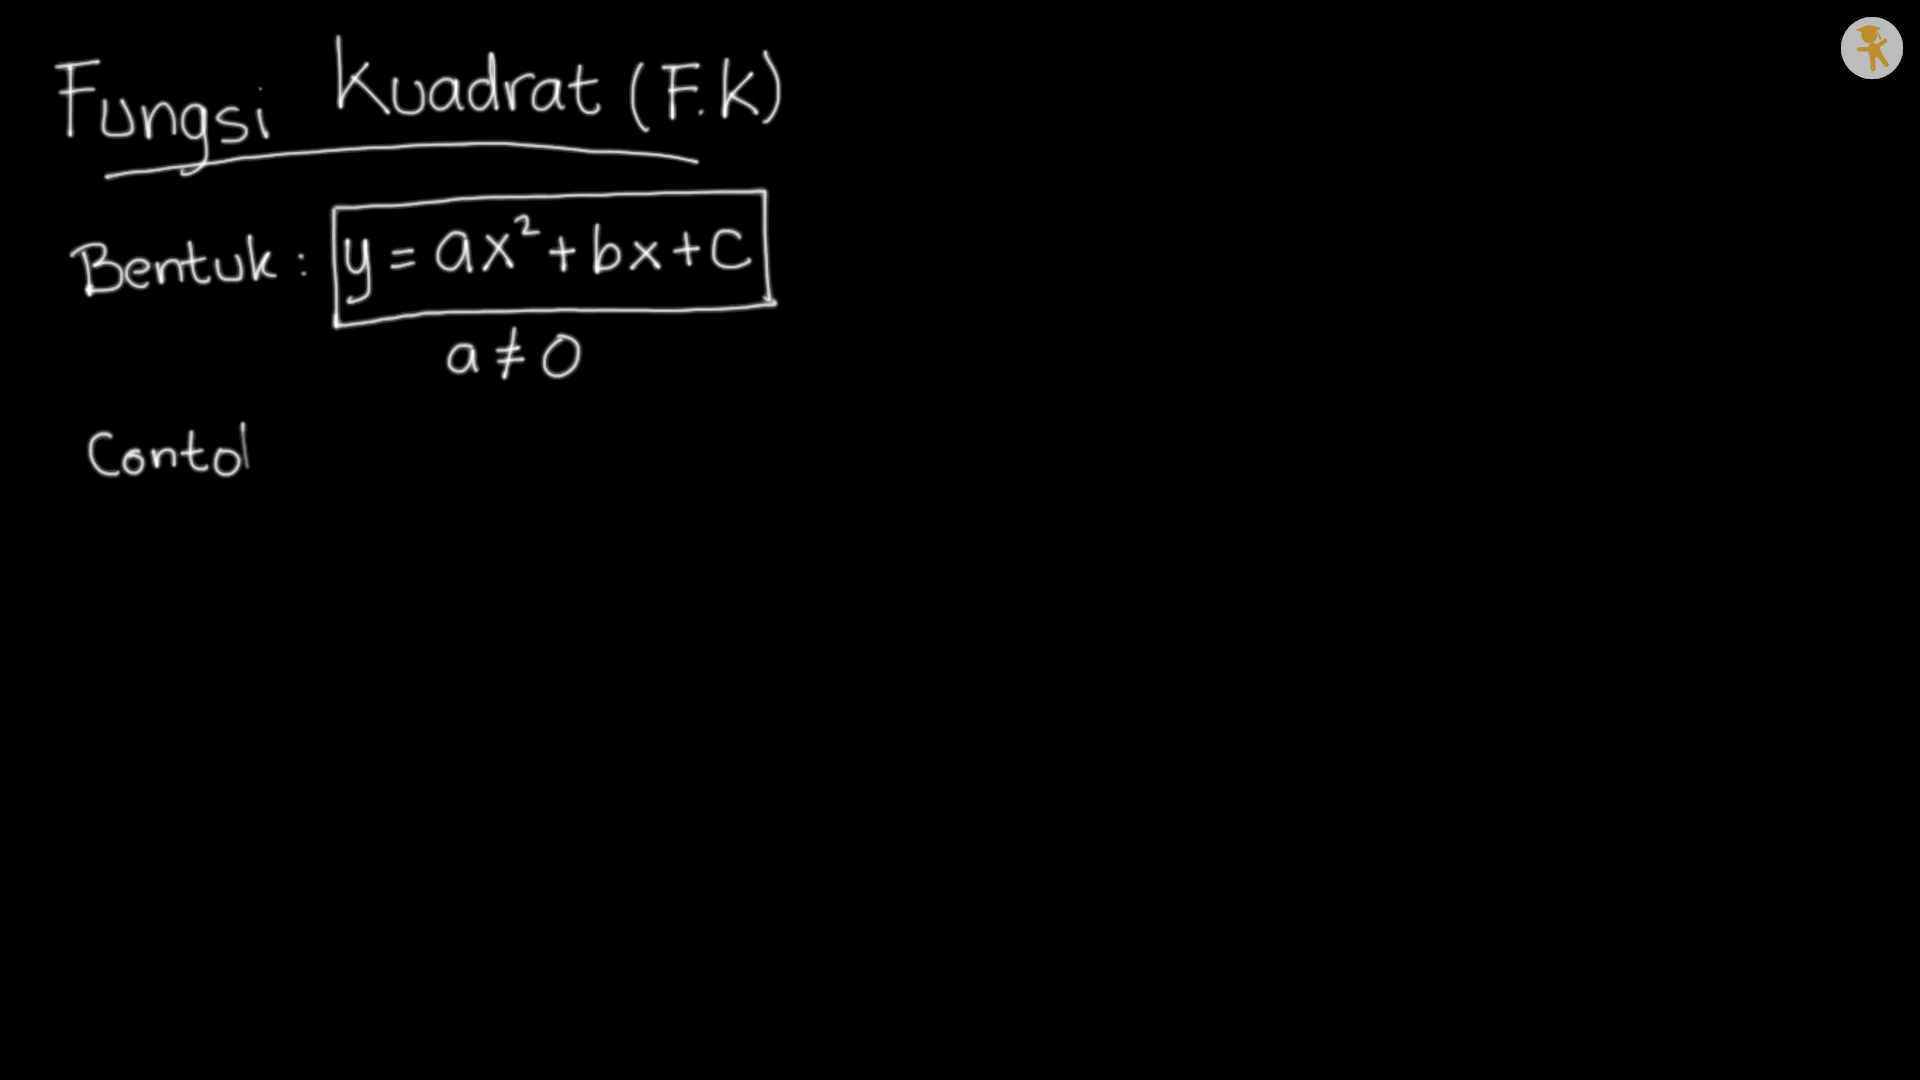 Fungsi Kuadrat (F.K)
Bentuk : y = ax² + bx + c
a ≠ 0
Contol